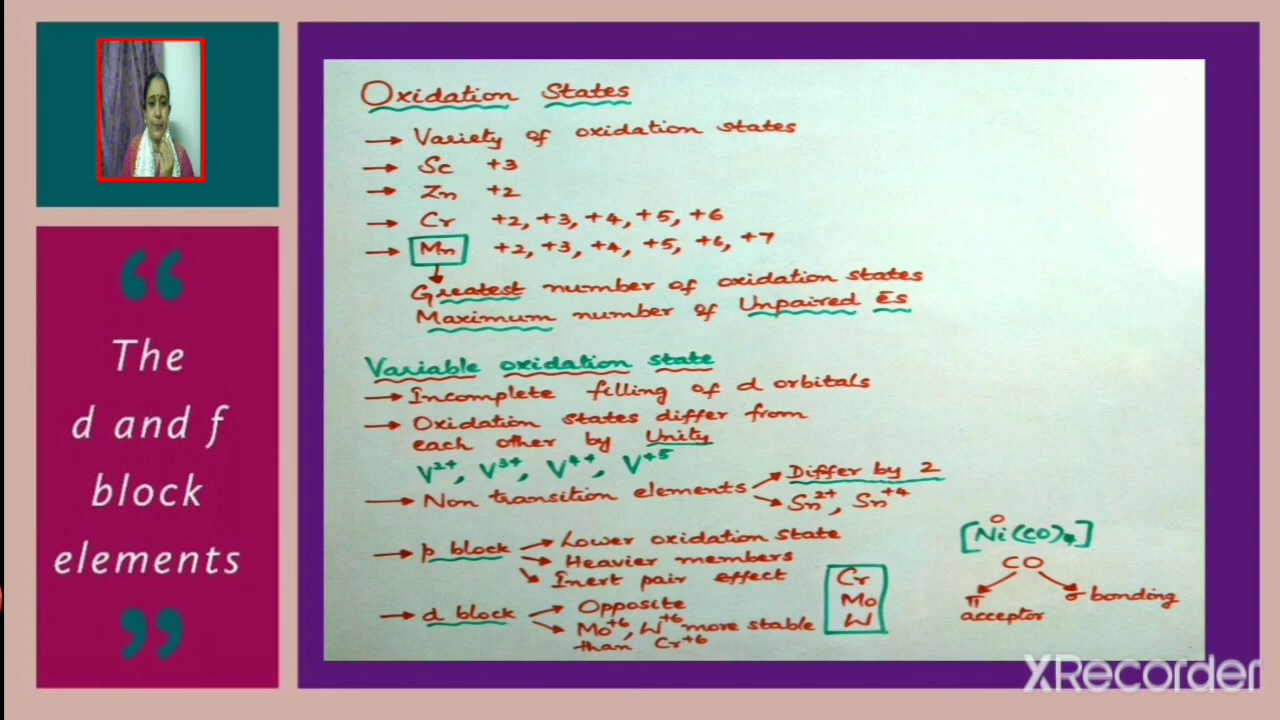 “
The
d and f
block
elements
”
Oxidation States
→ Variety of oxidation states
→ Sc +3
→ Zn +2
→ Cr +2, +3, +4, +5, +6
→ Mn +2, +3, +4, +5, +6, +7
Greatest number of oxidation states
Maximum number of Unpaired ēs
Variable oxidation state
→ Incomplete filling of d orbitals
→ Oxidation states differ from
each other by Unity
V²⁺, V³⁺, V⁴⁺, V⁺⁵
→ Non transition elements → Differ by 2
→ Sn²⁺, Sn⁺⁴
→ p block → Lower oxidation state
→ Heavier members
→ Inert pair effect
→ d block → Opposite
→ Mo⁺⁶, W⁺⁶ more stable
than Cr⁺⁶
Cr
Mo
W
[Ni(CO)₄]
0
CO
π
acceptor
σ bonding
XRecorder